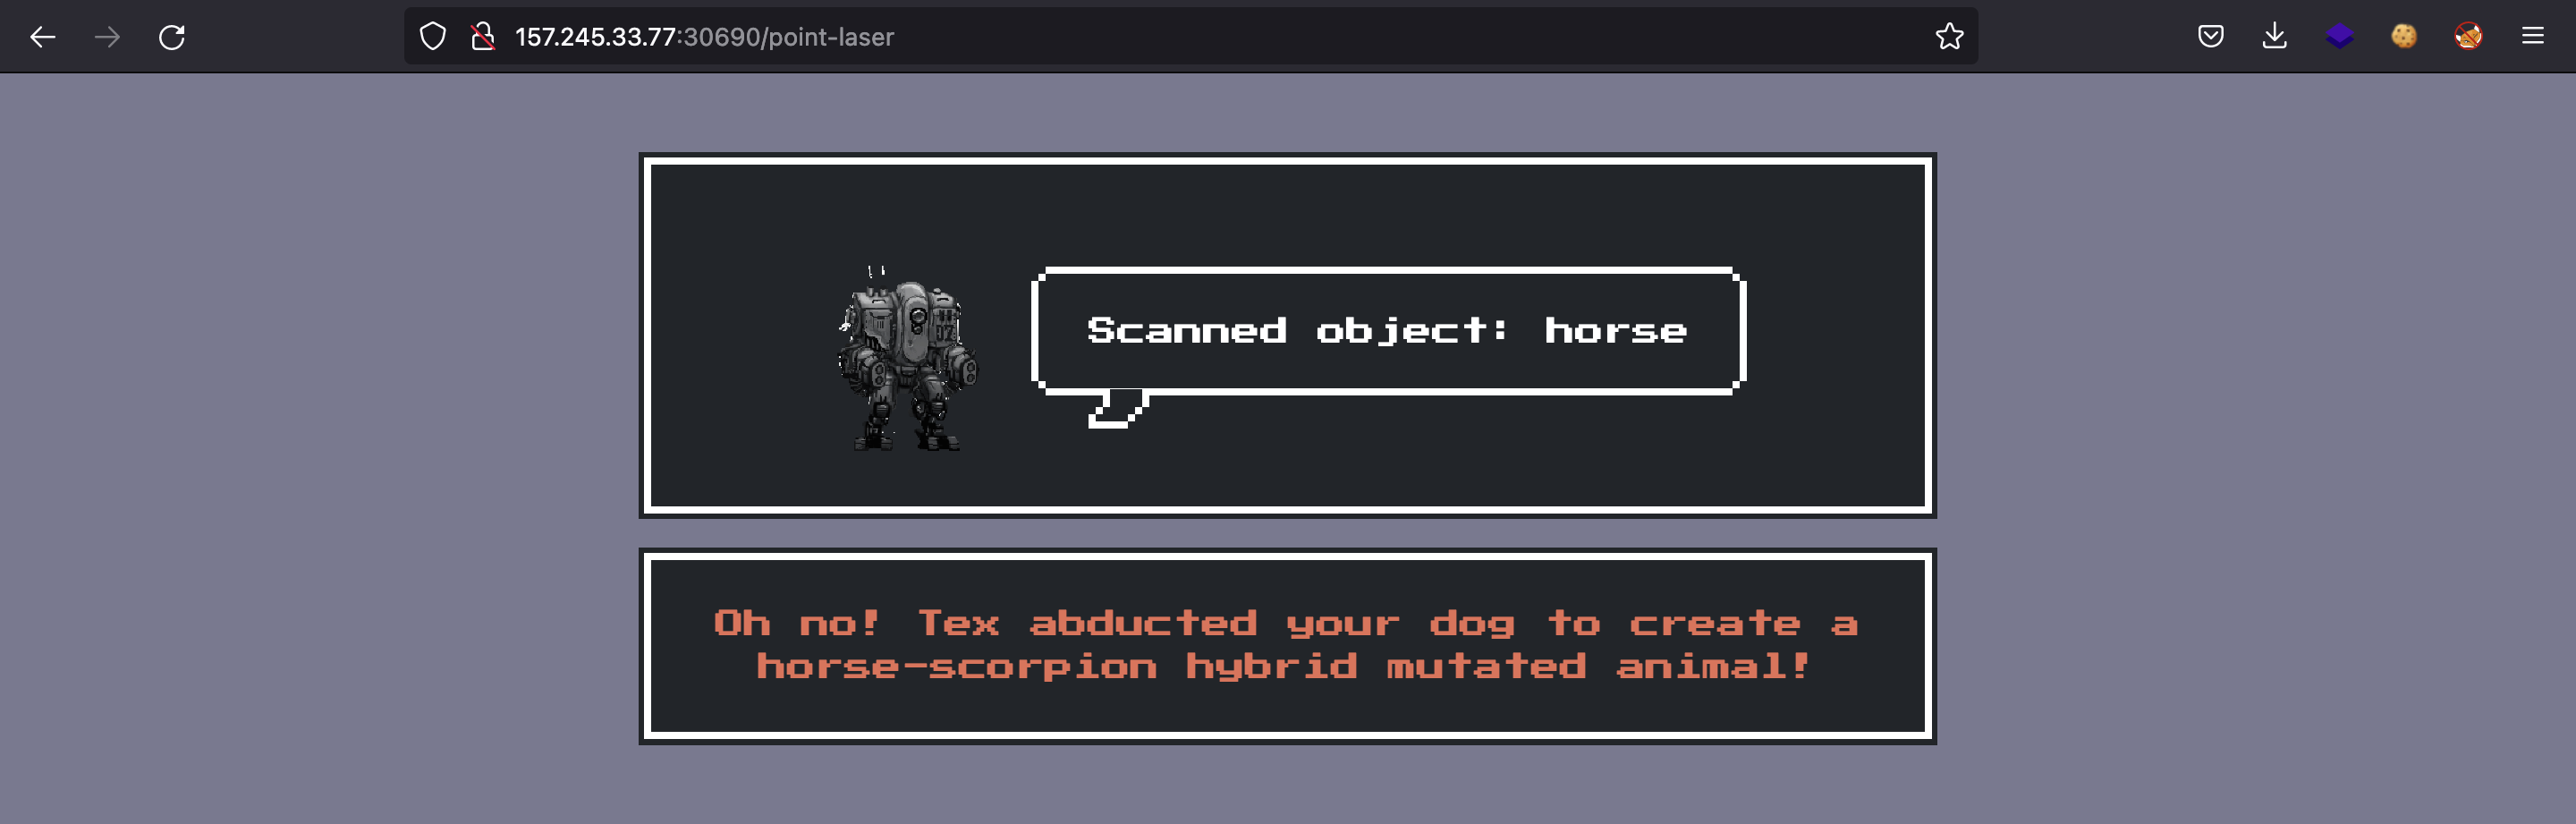 157.245.33.77:30690/point-laser
Scanned object: horse
Oh no! Tex abducted your dog to create a
horse-scorpion hybrid mutated animal!